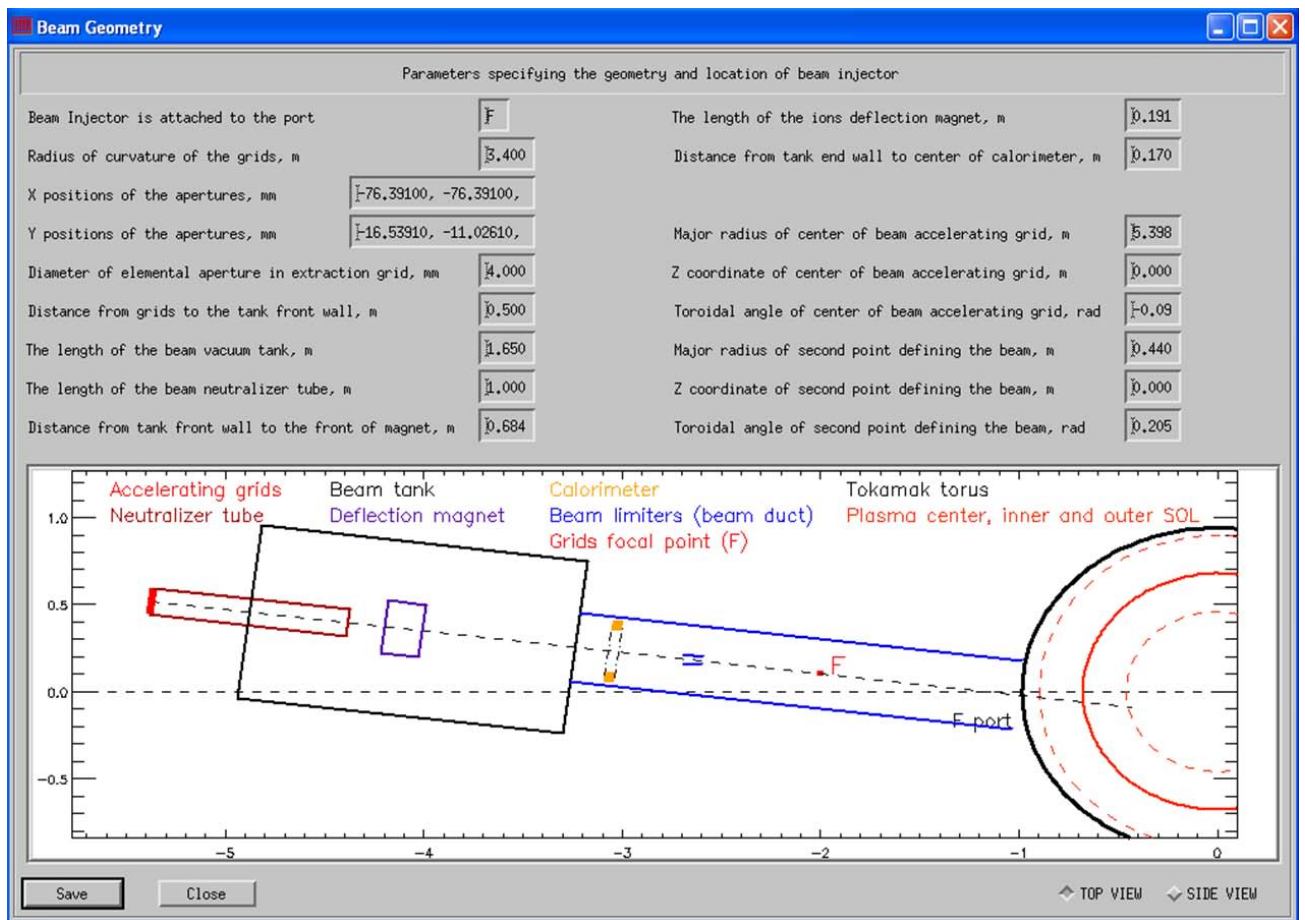 Beam Geometry
Parameters specifying the geometry and location of beam injector
Beam Injector is attached to the port F
The length of the ions deflection magnet, m 0.191
Radius of curvature of the grids, m 3.400
Distance from tank end wall to center of calorimeter, m 0.170
X positions of the apertures, mm -76.39100, -76.39100,
Y positions of the apertures, mm -16.53910, -11.02610,
Major radius of center of beam accelerating grid, m 5.398
Diameter of elemental aperture in extraction grid, mm 4.000
Z coordinate of center of beam accelerating grid, m 0.000
Distance from grids to the tank front wall, m 0.500
Toroidal angle of center of beam accelerating grid, rad -0.09
The length of the beam vacuum tank, m 1.650
Major radius of second point defining the beam, m 0.440
The length of the beam neutralizer tube, m 1.000
Z coordinate of second point defining the beam, m 0.000
Distance from tank front wall to the front of magnet, m 0.684
Toroidal angle of second point defining the beam, rad 0.205
Accelerating grids Beam tank Calorimeter Tokamak torus
Neutralizer tube Deflection magnet Beam limiters (beam duct) Plasma center, inner and outer SOL
Grids focal point (F)
1.0
0.5
F
0.0
F port
-0.5
-5 -4 -3 -2 -1 0
Save Close TOP VIEW SIDE VIEW